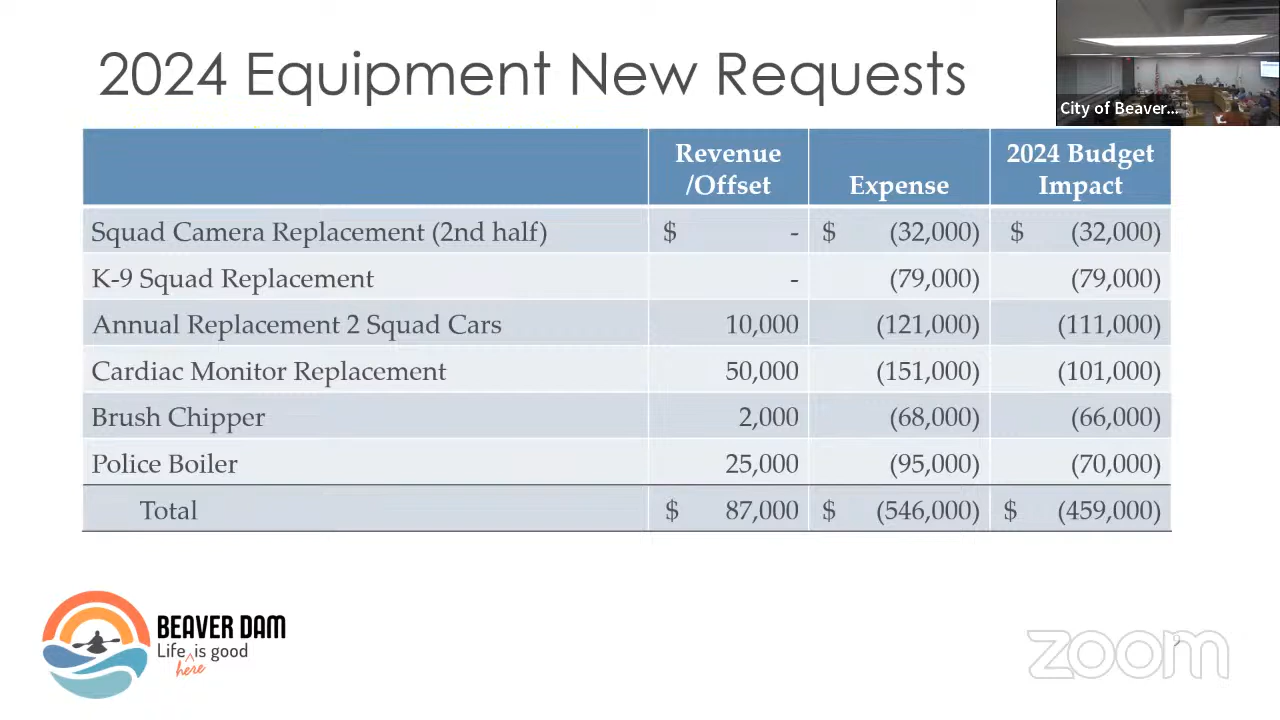 2024 Equipment New Requests
City of Beaver...
Revenue /Offset Expense 2024 Budget Impact
Squad Camera Replacement (2nd half) $ - $ (32,000) $ (32,000)
K-9 Squad Replacement - (79,000) (79,000)
Annual Replacement 2 Squad Cars 10,000 (121,000) (111,000)
Cardiac Monitor Replacement 50,000 (151,000) (101,000)
Brush Chipper 2,000 (68,000) (66,000)
Police Boiler 25,000 (95,000) (70,000)
Total $ 87,000 $ (546,000) $ (459,000)
BEAVER DAM
Life ^ is good
here
zoom